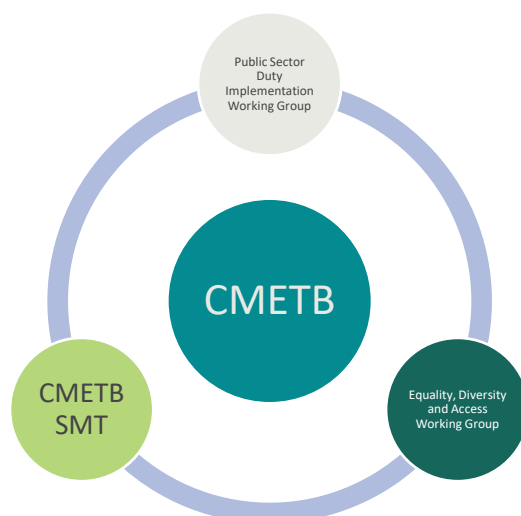 Public Sector
Duty
Implementation
Working Group
CMETB
CMETB
SMT
Equality, Diversity
and Access
Working Group